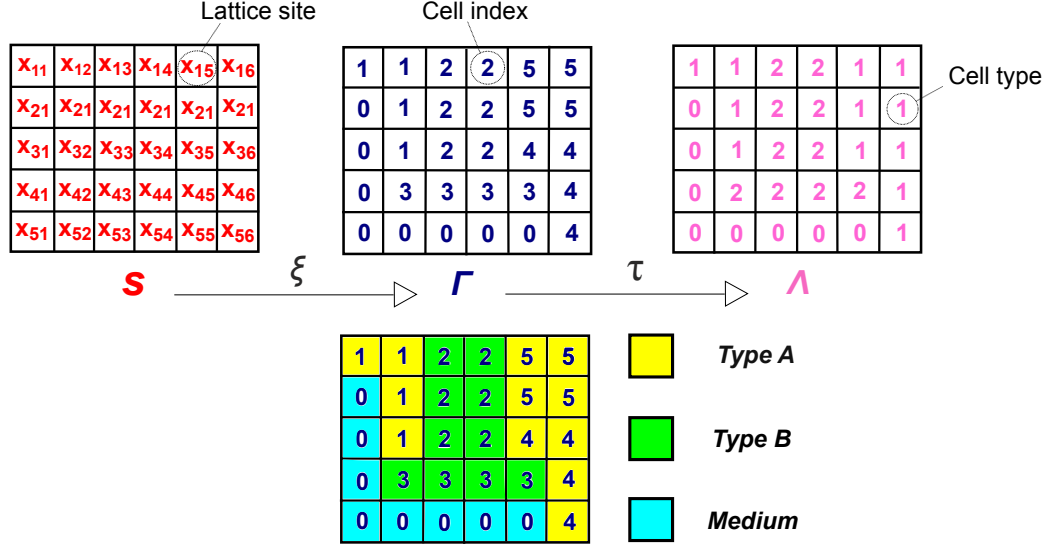 Lattice site Cell index
Cell type
x11 x12 x13 x14 x15 x16
x21 x21 x21 x21 x21 x21
x31 x32 x33 x34 x35 x36
x41 x42 x43 x44 x45 x46
x51 x52 x53 x54 x55 x56
1 1 2 2 5 5
0 1 2 2 5 5
0 1 2 2 4 4
0 3 3 3 3 4
0 0 0 0 0 4
1 1 2 2 1 1
0 1 2 2 1 1
0 1 2 2 1 1
0 2 2 2 2 1
0 0 0 0 0 1
S ξ Γ τ Λ
1 1 2 2 5 5
0 1 2 2 5 5
0 1 2 2 4 4
0 3 3 3 3 4
0 0 0 0 0 4
Type A
Type B
Medium